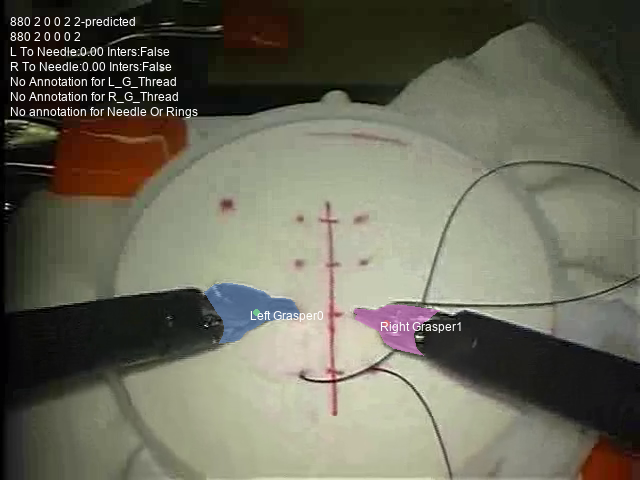 880 2 0 0 2 2-predicted
880 2 0 0 0 2
L To Needle:0.00 Inters:False
R To Needle:0.00 Inters:False
No Annotation for L_G_Thread
No Annotation for R_G_Thread
No annotation for Needle Or Rings
Left Grasper0
Right Grasper1